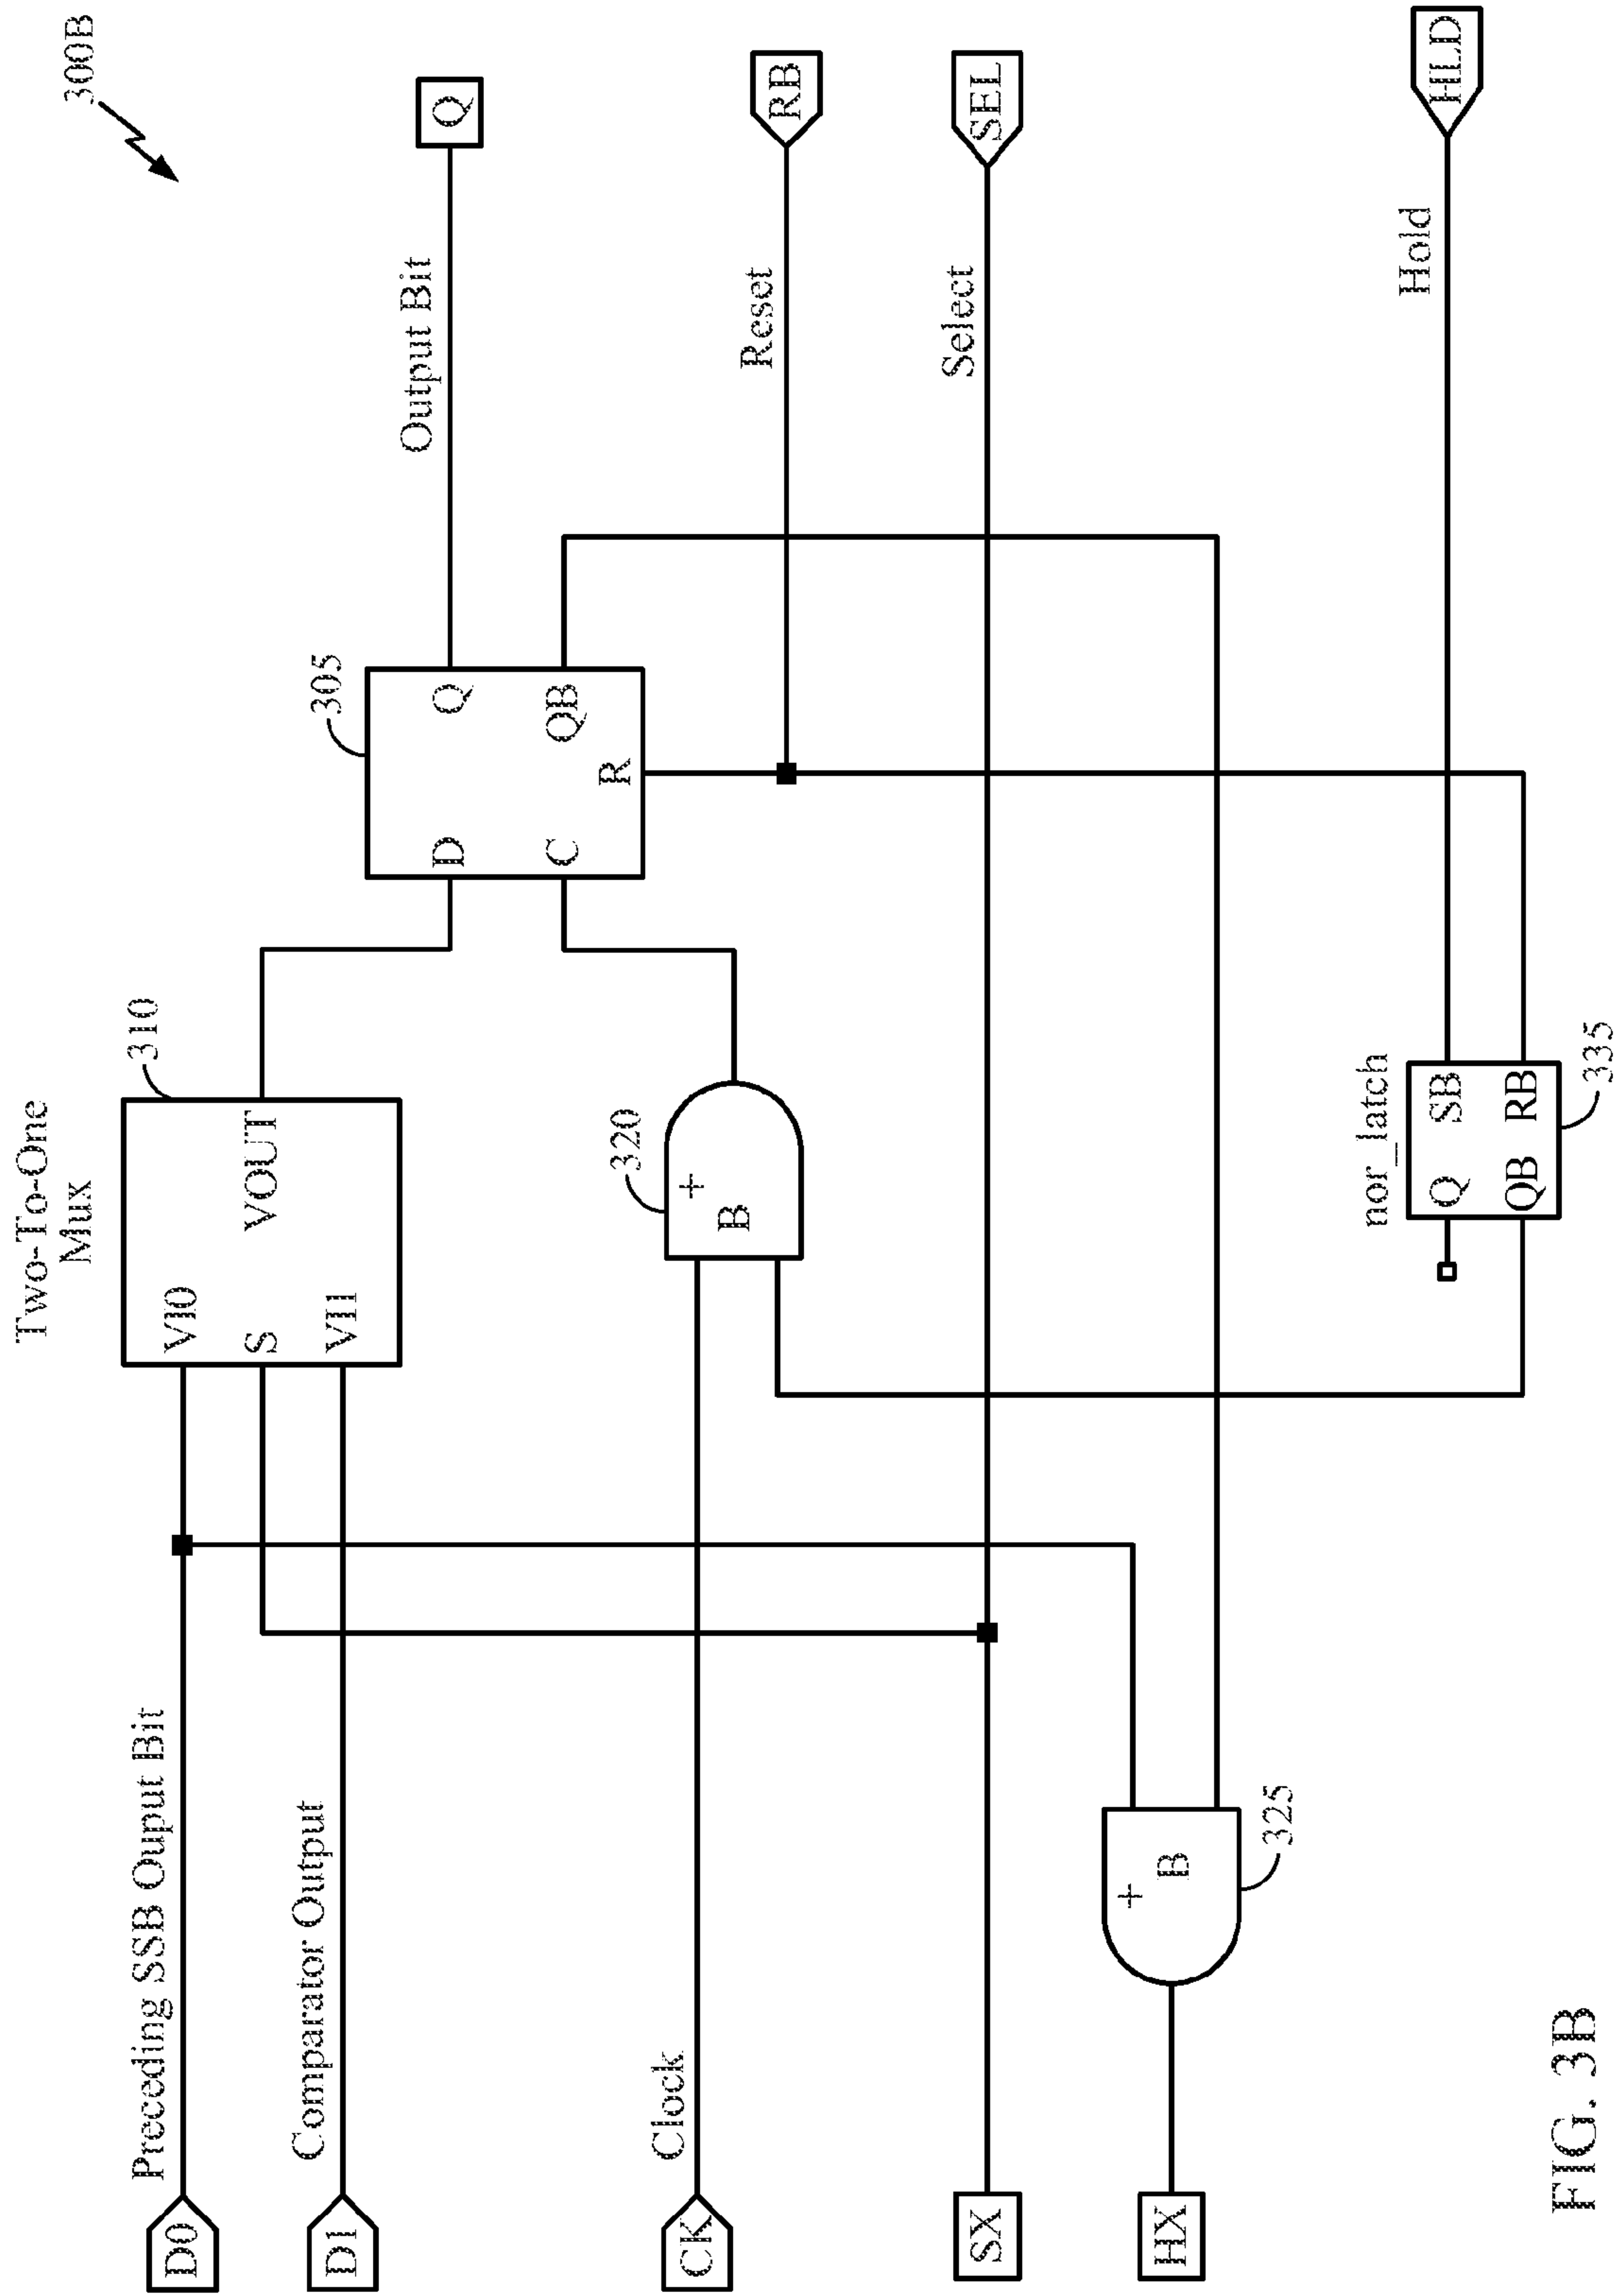 300B
Two-To-One
Mux
310
VI0
S
VI1
VOUT
305
D
Q
C
QB
R
Q
Output Bit
RB
Reset
SEL
Select
HLD
Hold
320
+
B
nor_latch
Q
SB
QB
RB
335
+
B
325
D0
Preceding SSB Ouput Bit
D1
Comparator Output
CK
Clock
SX
HX
FIG. 3B